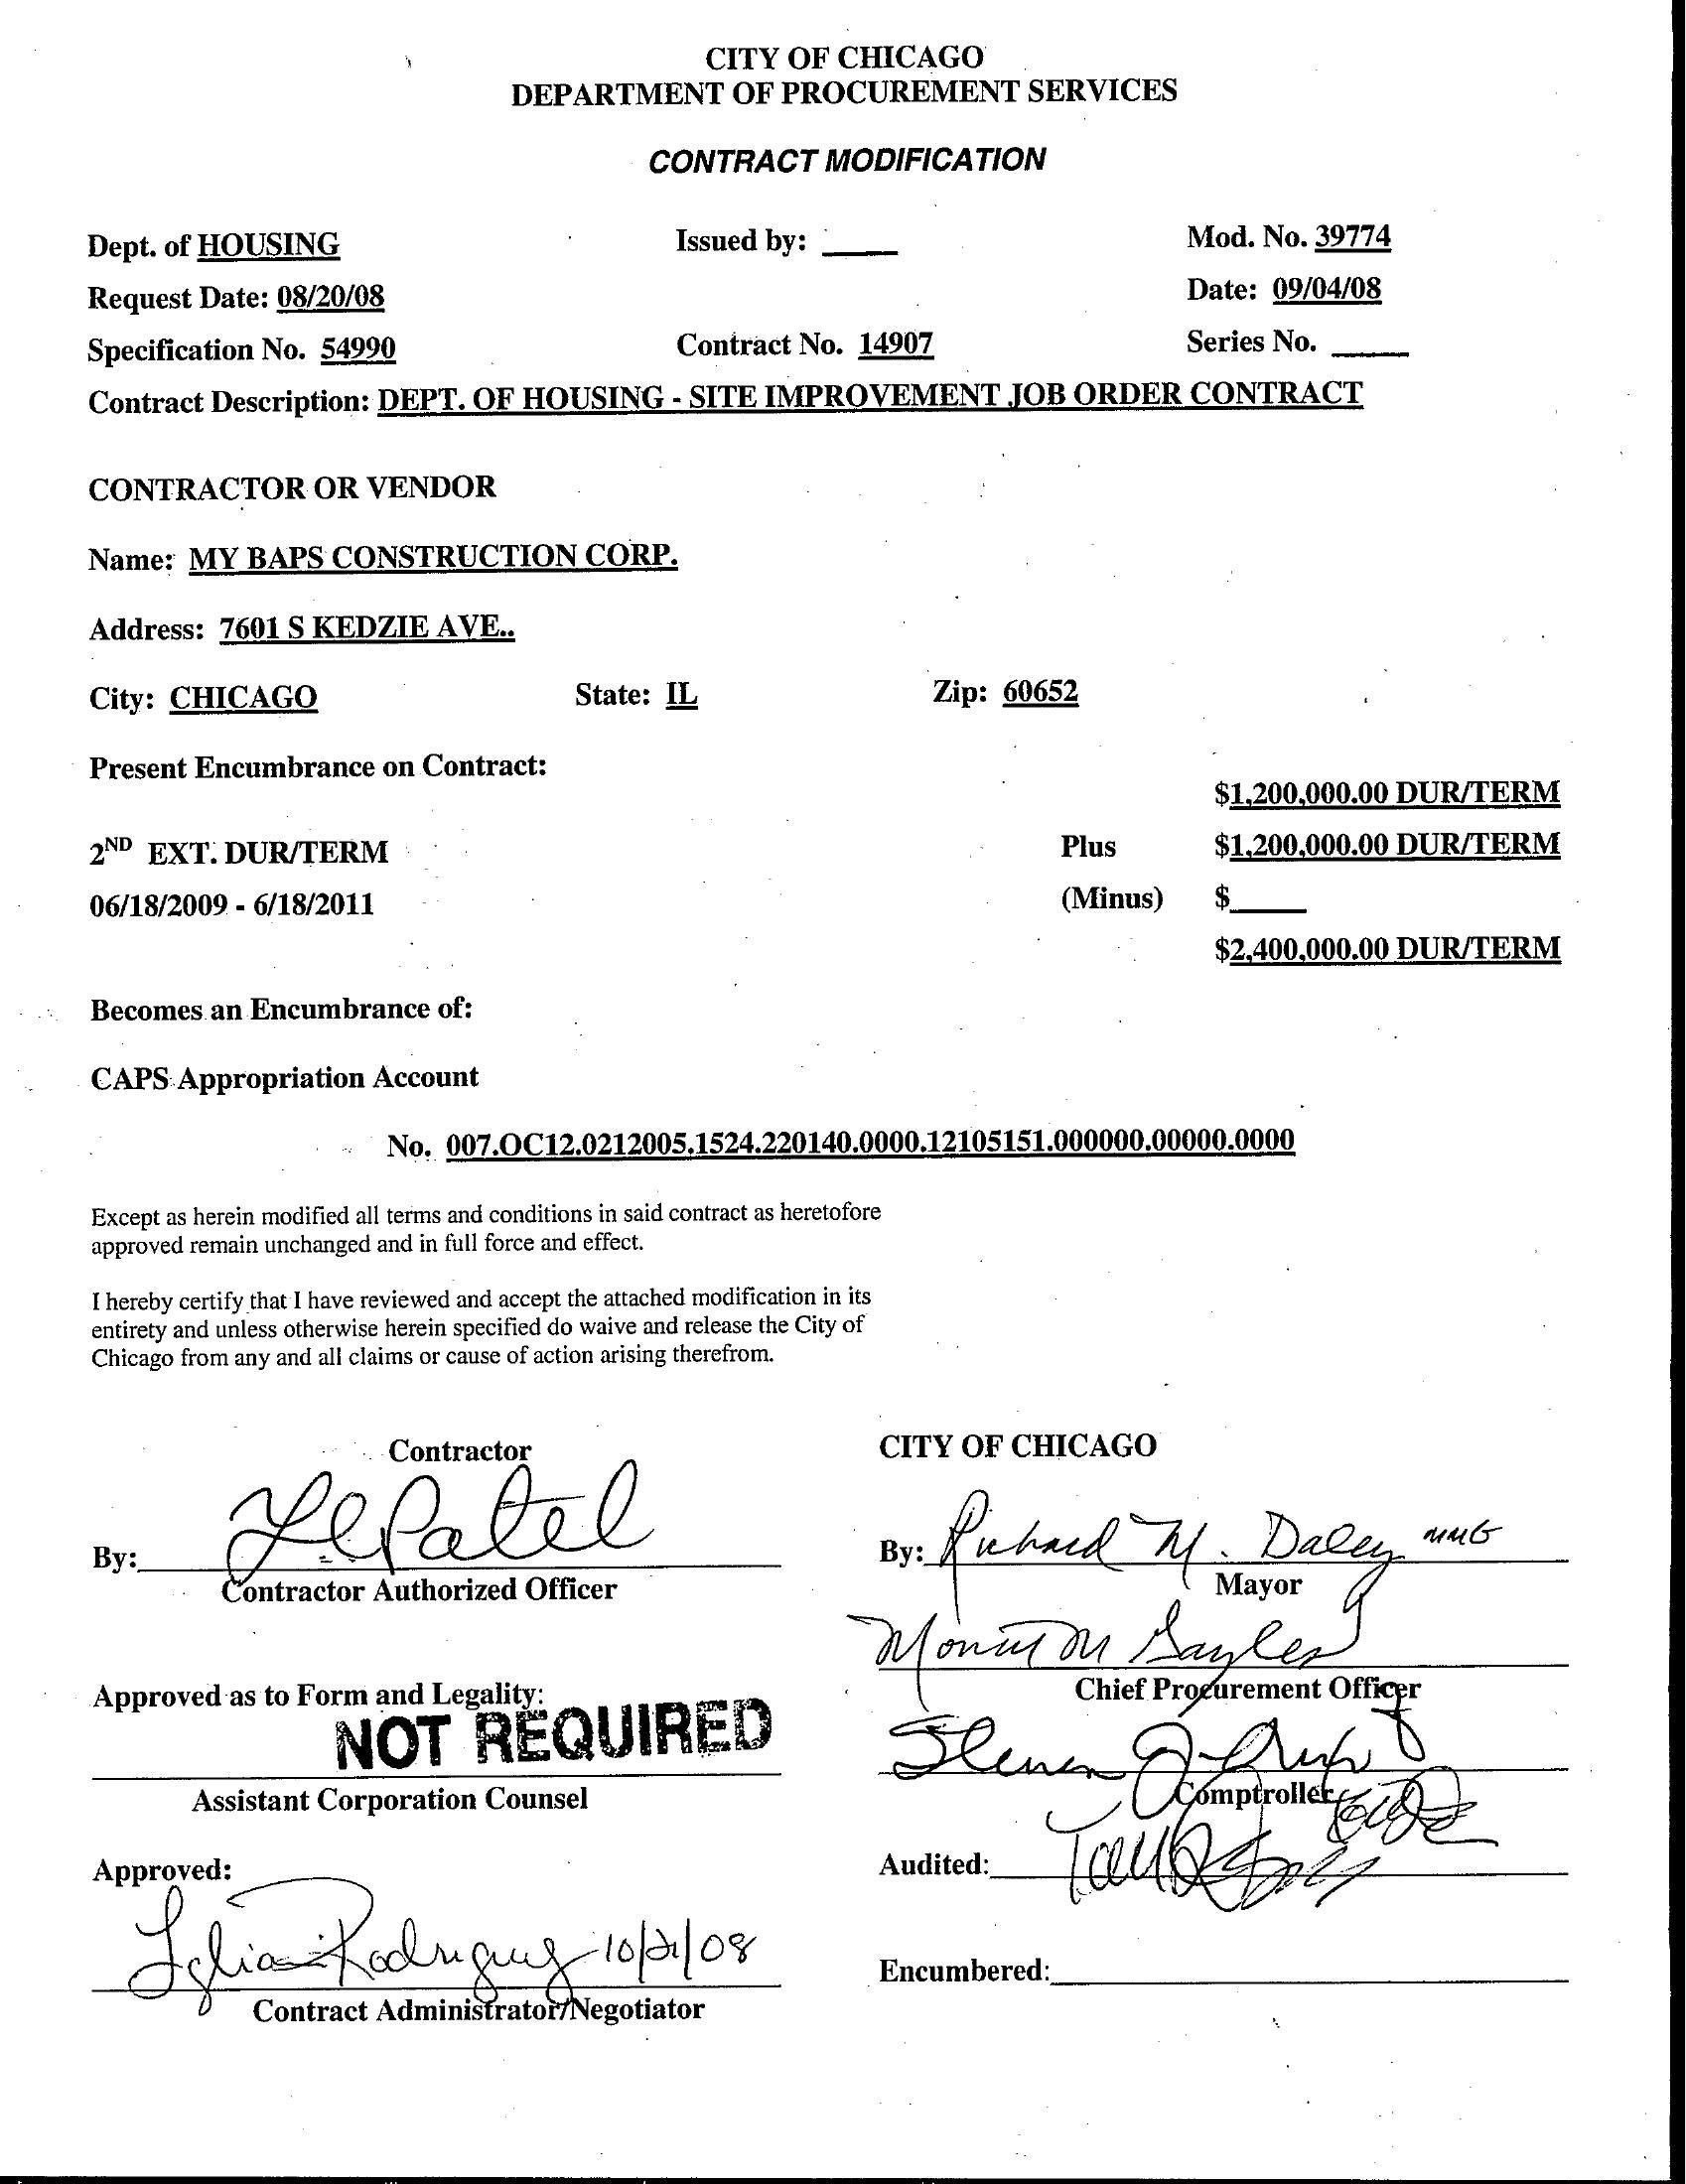 CITY OF CHICAGO
DEPARTMENT OF PROCUREMENT SERVICES
CONTRACT MODIFICATION
Dept. of HOUSING Issued by: ____ Mod. No. 39774
Request Date: 08/20/08 Date: 09/04/08
Specification No. 54990 Contract No. 14907 Series No. ____
Contract Description: DEPT. OF HOUSING - SITE IMPROVEMENT JOB ORDER CONTRACT
CONTRACTOR OR VENDOR
Name: MY BAPS CONSTRUCTION CORP.
Address: 7601 S KEDZIE AVE..
City: CHICAGO State: IL Zip: 60652
Present Encumbrance on Contract:
$1,200,000.00 DUR/TERM
2ND EXT. DUR/TERM Plus $1,200,000.00 DUR/TERM
06/18/2009 - 6/18/2011 (Minus) $____
$2,400,000.00 DUR/TERM
Becomes an Encumbrance of:
CAPS Appropriation Account
No. 007.OC12.0212005.1524.220140.0000.12105151.000000.00000.0000
Except as herein modified all terms and conditions in said contract as heretofore
approved remain unchanged and in full force and effect.
I hereby certify that I have reviewed and accept the attached modification in its
entirety and unless otherwise herein specified do waive and release the City of
Chicago from any and all claims or cause of action arising therefrom.
Contractor CITY OF CHICAGO
By: Patel By: Richard M. Daley MMG
Contractor Authorized Officer Mayor
Approved as to Form and Legality: Chief Procurement Officer
NOT REQUIRED
Assistant Corporation Counsel Comptroller
Approved: Audited:
Rodriguez 10/21/08
Encumbered:
Contract Administrator/Negotiator